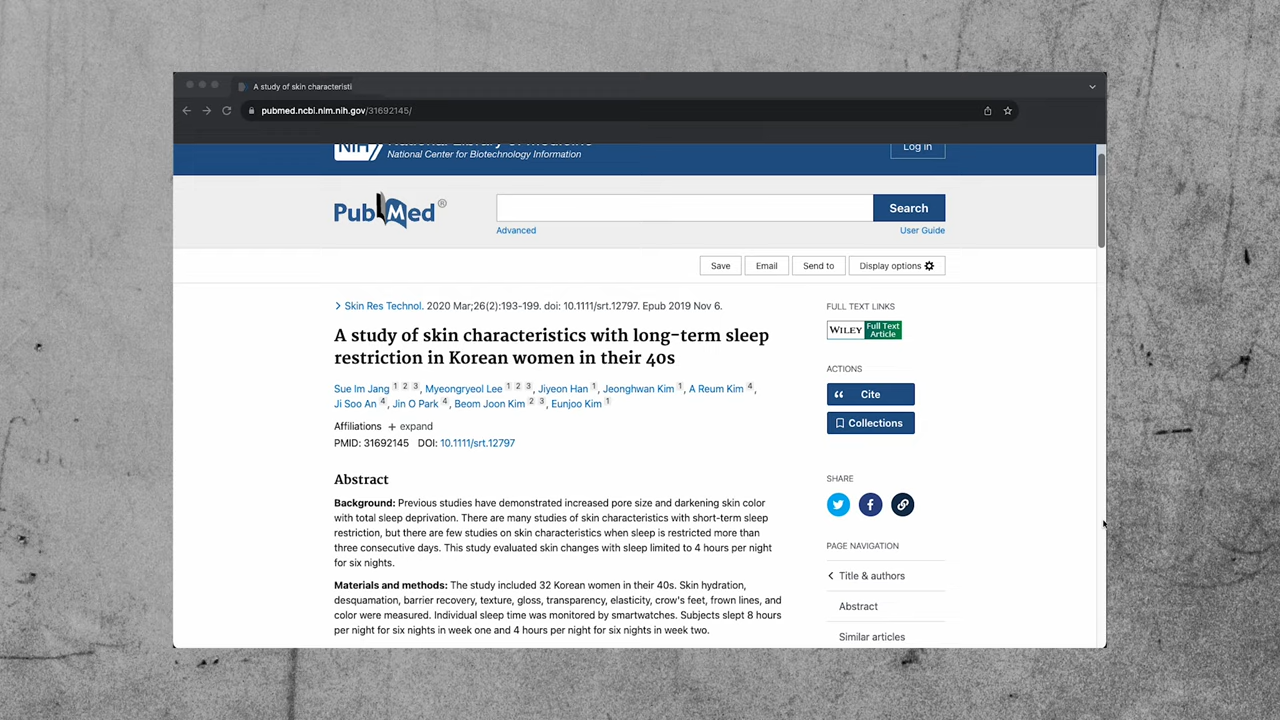 A study of skin characteristi
pubmed.ncbi.nlm.nih.gov/31692145/
NIH National Library of Medicine
National Center for Biotechnology Information
Log in
PubMed®
Search
Advanced
User Guide
Save
Email
Send to
Display options
Skin Res Technol. 2020 Mar;26(2):193-199. doi: 10.1111/srt.12797. Epub 2019 Nov 6.
A study of skin characteristics with long-term sleep
restriction in Korean women in their 40s
Sue Im Jang 1 2 3, Myeongryeol Lee 1 2 3, Jiyeon Han 1, Jeonghwan Kim 1, A Reum Kim 4,
Ji Soo An 4, Jin O Park 4, Beom Joon Kim 2 3, Eunjoo Kim 1
Affiliations + expand
PMID: 31692145 DOI: 10.1111/srt.12797
Abstract
Background: Previous studies have demonstrated increased pore size and darkening skin color
with total sleep deprivation. There are many studies of skin characteristics with short-term sleep
restriction, but there are few studies on skin characteristics when sleep is restricted more than
three consecutive days. This study evaluated skin changes with sleep limited to 4 hours per night
for six nights.
Materials and methods: The study included 32 Korean women in their 40s. Skin hydration,
desquamation, barrier recovery, texture, gloss, transparency, elasticity, crow's feet, frown lines, and
color were measured. Individual sleep time was monitored by smartwatches. Subjects slept 8 hours
per night for six nights in week one and 4 hours per night for six nights in week two.
FULL TEXT LINKS
WILEY Full Text
Article
ACTIONS
Cite
Collections
SHARE
PAGE NAVIGATION
Title & authors
Abstract
Similar articles